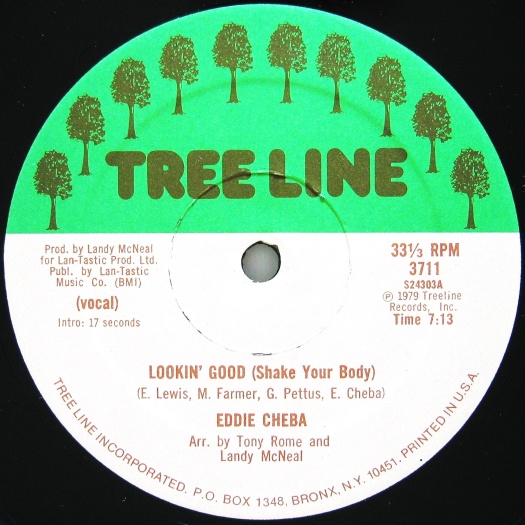 TREE LINE
Prod. by Landy McNeal
for Lan-Tastic Prod. Ltd.
Publ. by Lan-Tastic
Music Co. (BMI)
(vocal)
Intro: 17 seconds
33⅓ RPM
3711
S24303A
Ⓟ 1979 Treeline
Records, Inc.
Time 7:13
LOOKIN' GOOD (Shake Your Body)
(E. Lewis, M. Farmer, G. Pettus, E. Cheba)
EDDIE CHEBA
Arr. by Tony Rome and
Landy McNeal
TREE LINE INCORPORATED. P.O. BOX 1348, BRONX, N.Y. 10451. PRINTED IN U.S.A.